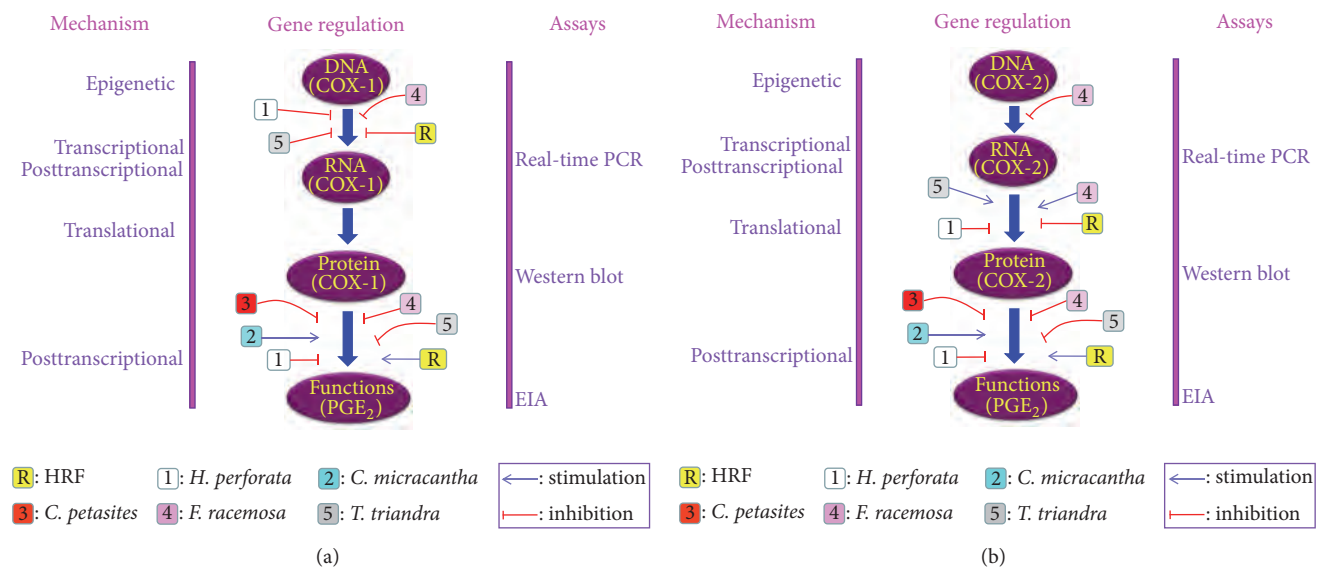 Mechanism Gene regulation Assays
DNA
(COX-1)
Epigenetic
4
1
5
R
Transcriptional
Posttranscriptional
RNA
(COX-1)
Real-time PCR
Translational
Protein
(COX-1)
Western blot
3
4
5
2
1
R
Posttranscriptional
Functions
(PGE2)
EIA
R: HRF 1: H. perforata 2: C. micracantha
3: C. petasites 4: F. racemosa 5: T. triandra
: stimulation
: inhibition
(a)
Mechanism Gene regulation Assays
DNA
(COX-2)
Epigenetic
4
Transcriptional
Posttranscriptional
RNA
(COX-2)
Real-time PCR
5
4
1
R
Translational
Protein
(COX-2)
Western blot
3
4
5
2
1
R
Posttranscriptional
Functions
(PGE2)
EIA
R: HRF 1: H. perforata 2: C. micracantha
3: C. petasites 4: F. racemosa 5: T. triandra
: stimulation
: inhibition
(b)